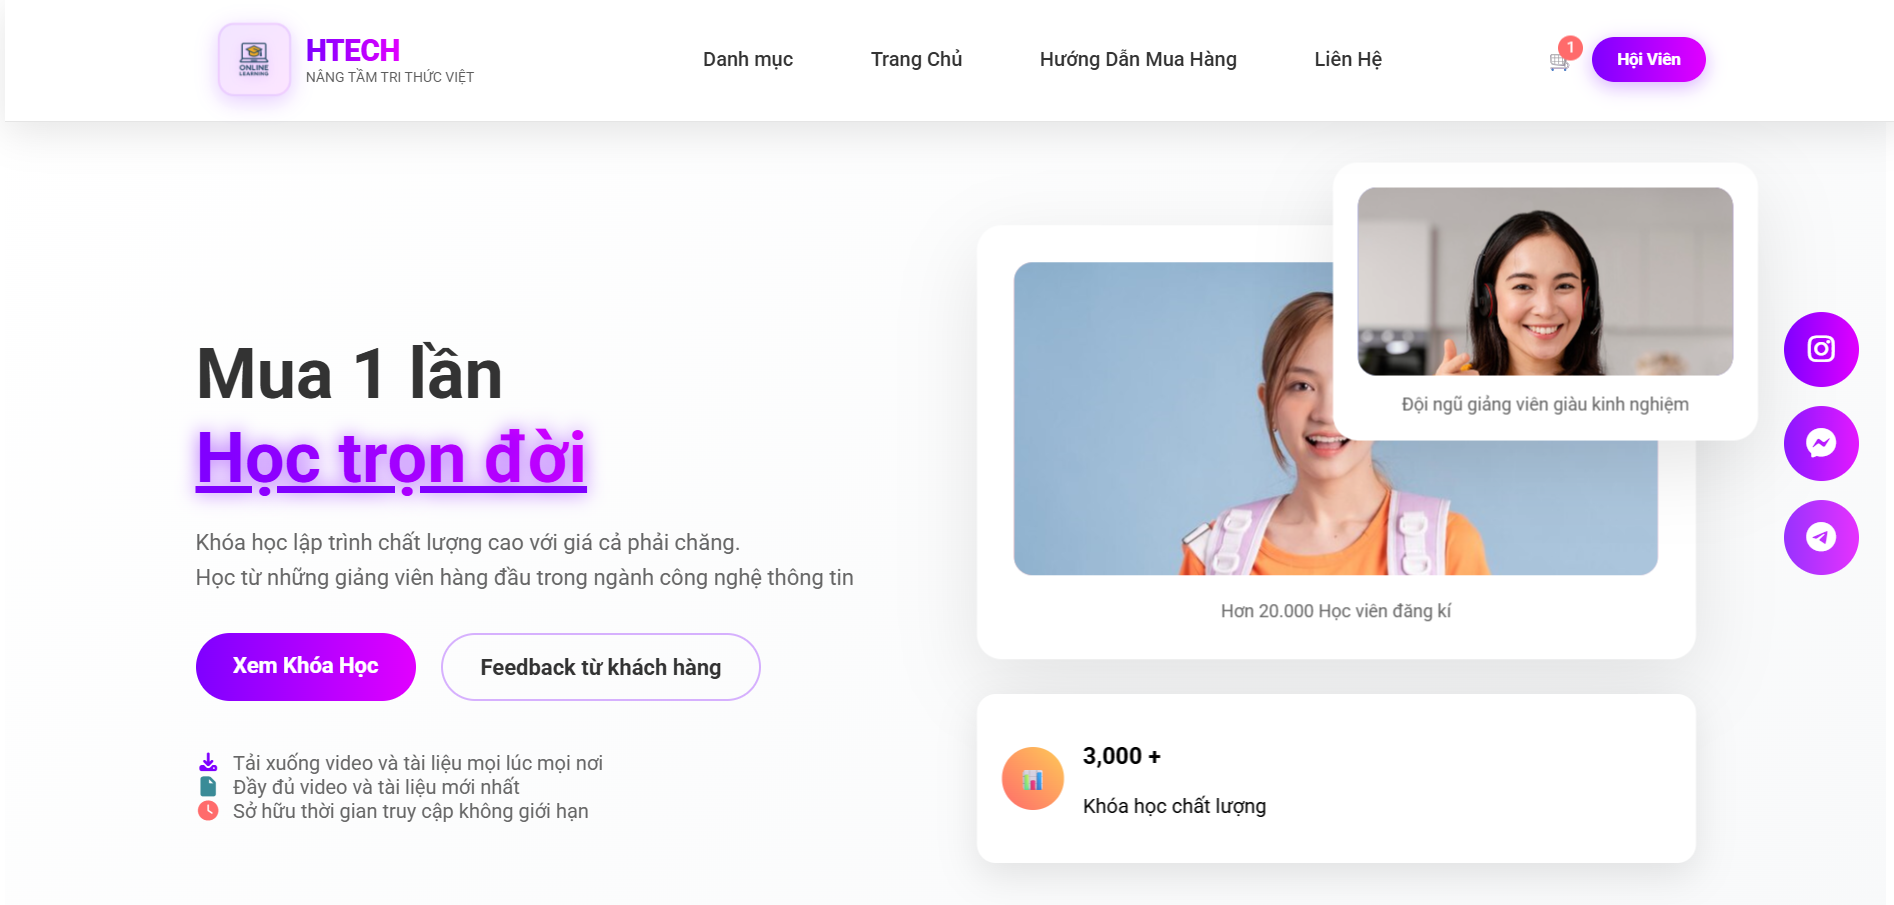 ONLINE
LEARNING
HTECH
NÂNG TẦM TRI THỨC VIỆT
Danh mục
Trang Chủ
Hướng Dẫn Mua Hàng
Liên Hệ
1
Hội Viên
Mua 1 lần
Học trọn đời
Khóa học lập trình chất lượng cao với giá cả phải chăng.
Học từ những giảng viên hàng đầu trong ngành công nghệ thông tin
Xem Khóa Học
Feedback từ khách hàng
Tải xuống video và tài liệu mọi lúc mọi nơi
Đầy đủ video và tài liệu mới nhất
Sở hữu thời gian truy cập không giới hạn
Đội ngũ giảng viên giàu kinh nghiệm
Hơn 20.000 Học viên đăng kí
3,000 +
Khóa học chất lượng